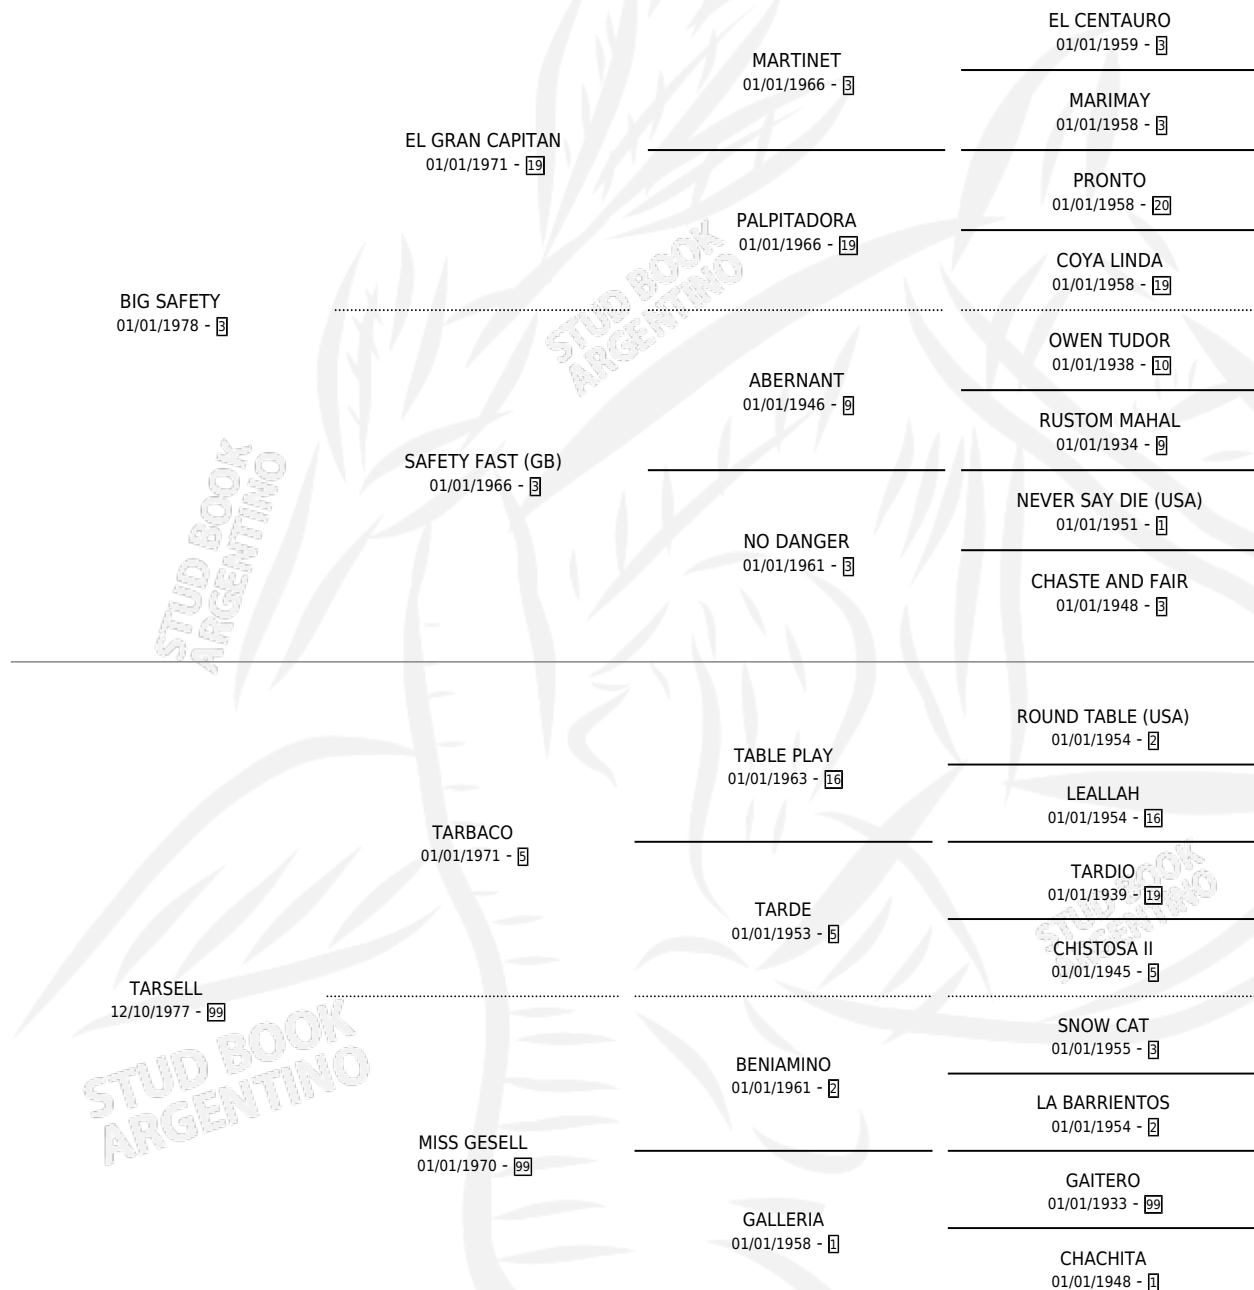 EL CENTAURO
01/01/1959 - 3
MARTINET
01/01/1966 - 3
MARIMAY
01/01/1958 - 3
EL GRAN CAPITAN
01/01/1971 - 19
PRONTO
01/01/1958 - 20
PALPITADORA
01/01/1966 - 19
COYA LINDA
01/01/1958 - 19
BIG SAFETY
01/01/1978 - 3
STUD BOOK
ARGENTINO
OWEN TUDOR
01/01/1938 - 10
ABERNANT
01/01/1946 - 9
RUSTOM MAHAL
01/01/1934 - 9
SAFETY FAST (GB)
01/01/1966 - 3
NEVER SAY DIE (USA)
01/01/1951 - 1
NO DANGER
01/01/1961 - 3
CHASTE AND FAIR
01/01/1948 - 3
STUD BOOK
ARGENTINO
ROUND TABLE (USA)
01/01/1954 - 2
TABLE PLAY
01/01/1963 - 16
LEALLAH
01/01/1954 - 16
TARBACO
01/01/1971 - 5
TARDIO
01/01/1939 - 19
TARDE
01/01/1953 - 5
CHISTOSA II
01/01/1945 - 5
STUD BOOK
ARGENTINO
TARSELL
12/10/1977 - 99
SNOW CAT
01/01/1955 - 3
BENIAMINO
01/01/1961 - 2
LA BARRIENTOS
01/01/1954 - 2
STUD BOOK
ARGENTINO
MISS GESELL
01/01/1970 - 99
GAITERO
01/01/1933 - 99
GALLERIA
01/01/1958 - 1
CHACHITA
01/01/1948 - 1